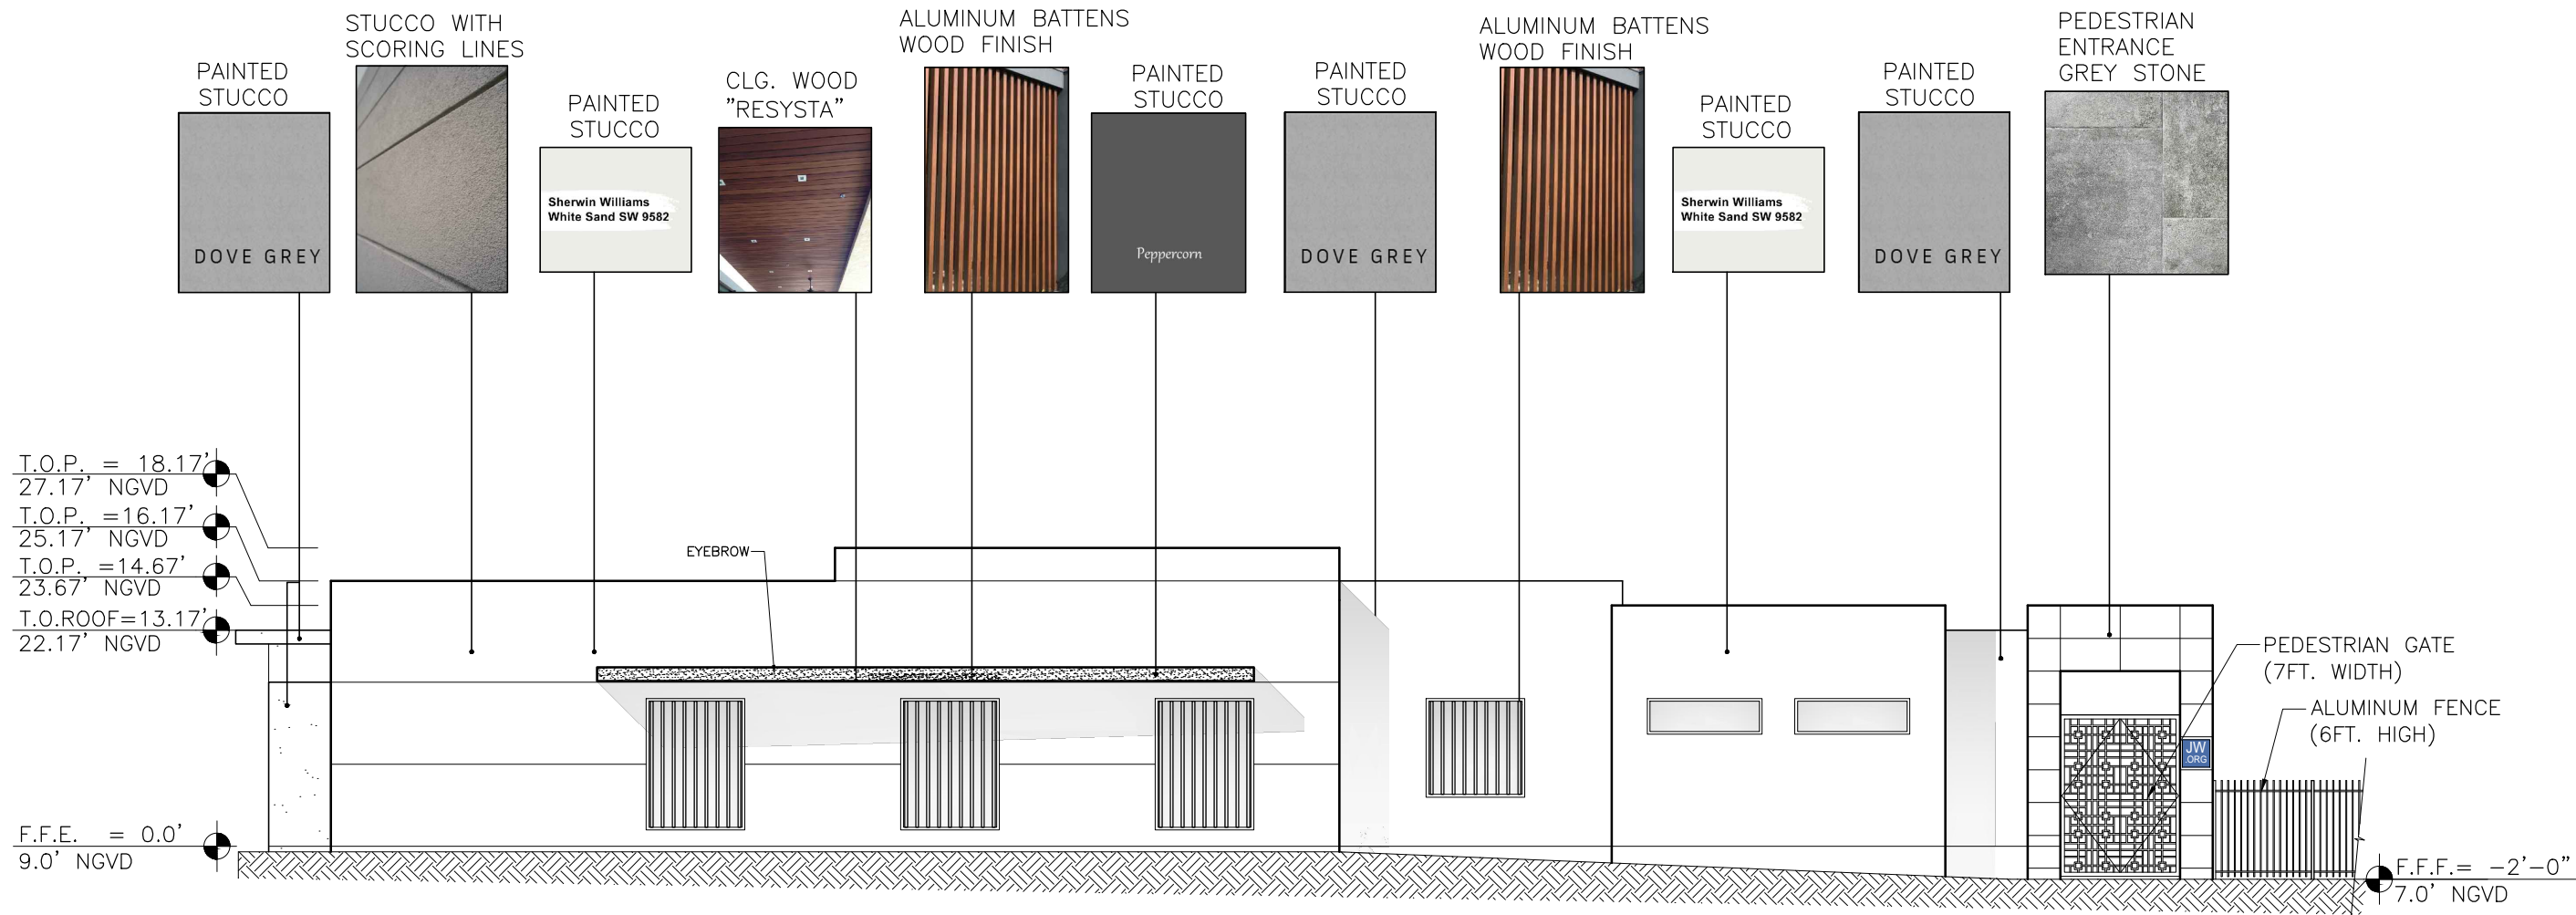 PAINTED
STUCCO
DOVE GREY
STUCCO WITH
SCORING LINES
PAINTED
STUCCO
Sherwin Williams
White Sand SW 9582
CLG. WOOD
"RESYSTA"
ALUMINUM BATTENS
WOOD FINISH
PAINTED
STUCCO
Peppercorn
PAINTED
STUCCO
DOVE GREY
ALUMINUM BATTENS
WOOD FINISH
PAINTED
STUCCO
Sherwin Williams
White Sand SW 9582
PAINTED
STUCCO
DOVE GREY
PEDESTRIAN
ENTRANCE
GREY STONE
T.O.P. = 18.17'
27.17' NGVD
T.O.P. =16.17'
25.17' NGVD
T.O.P. =14.67'
23.67' NGVD
T.O.ROOF=13.17'
22.17' NGVD
F.F.E. = 0.0'
9.0' NGVD
EYEBROW
PEDESTRIAN GATE
(7FT. WIDTH)
ALUMINUM FENCE
(6FT. HIGH)
JW
.ORG
F.F.F.= -2'-0"
7.0' NGVD